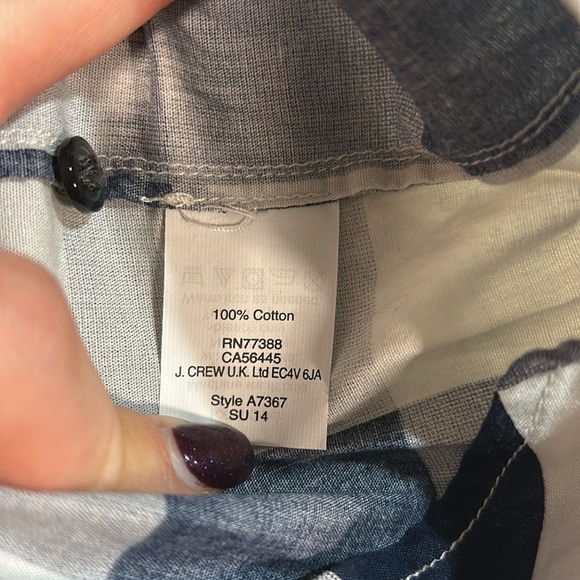 100% Cotton
RN77388
CA56445
J. CREW U.K. Ltd EC4V 6JA
Style A7367
SU 14